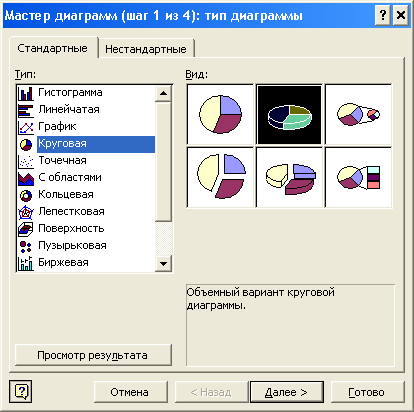 Мастер диаграмм (шаг 1 из 4): тип диаграммы
Стандартные Нестандартные
Тип:
Вид:
Гистограмма
Линейчатая
График
Круговая
Точечная
С областями
Кольцевая
Лепестковая
Поверхность
Пузырьковая
Биржевая
Объемный вариант круговой
диаграммы.
Просмотр результата
Отмена < Назад Далее > Готово